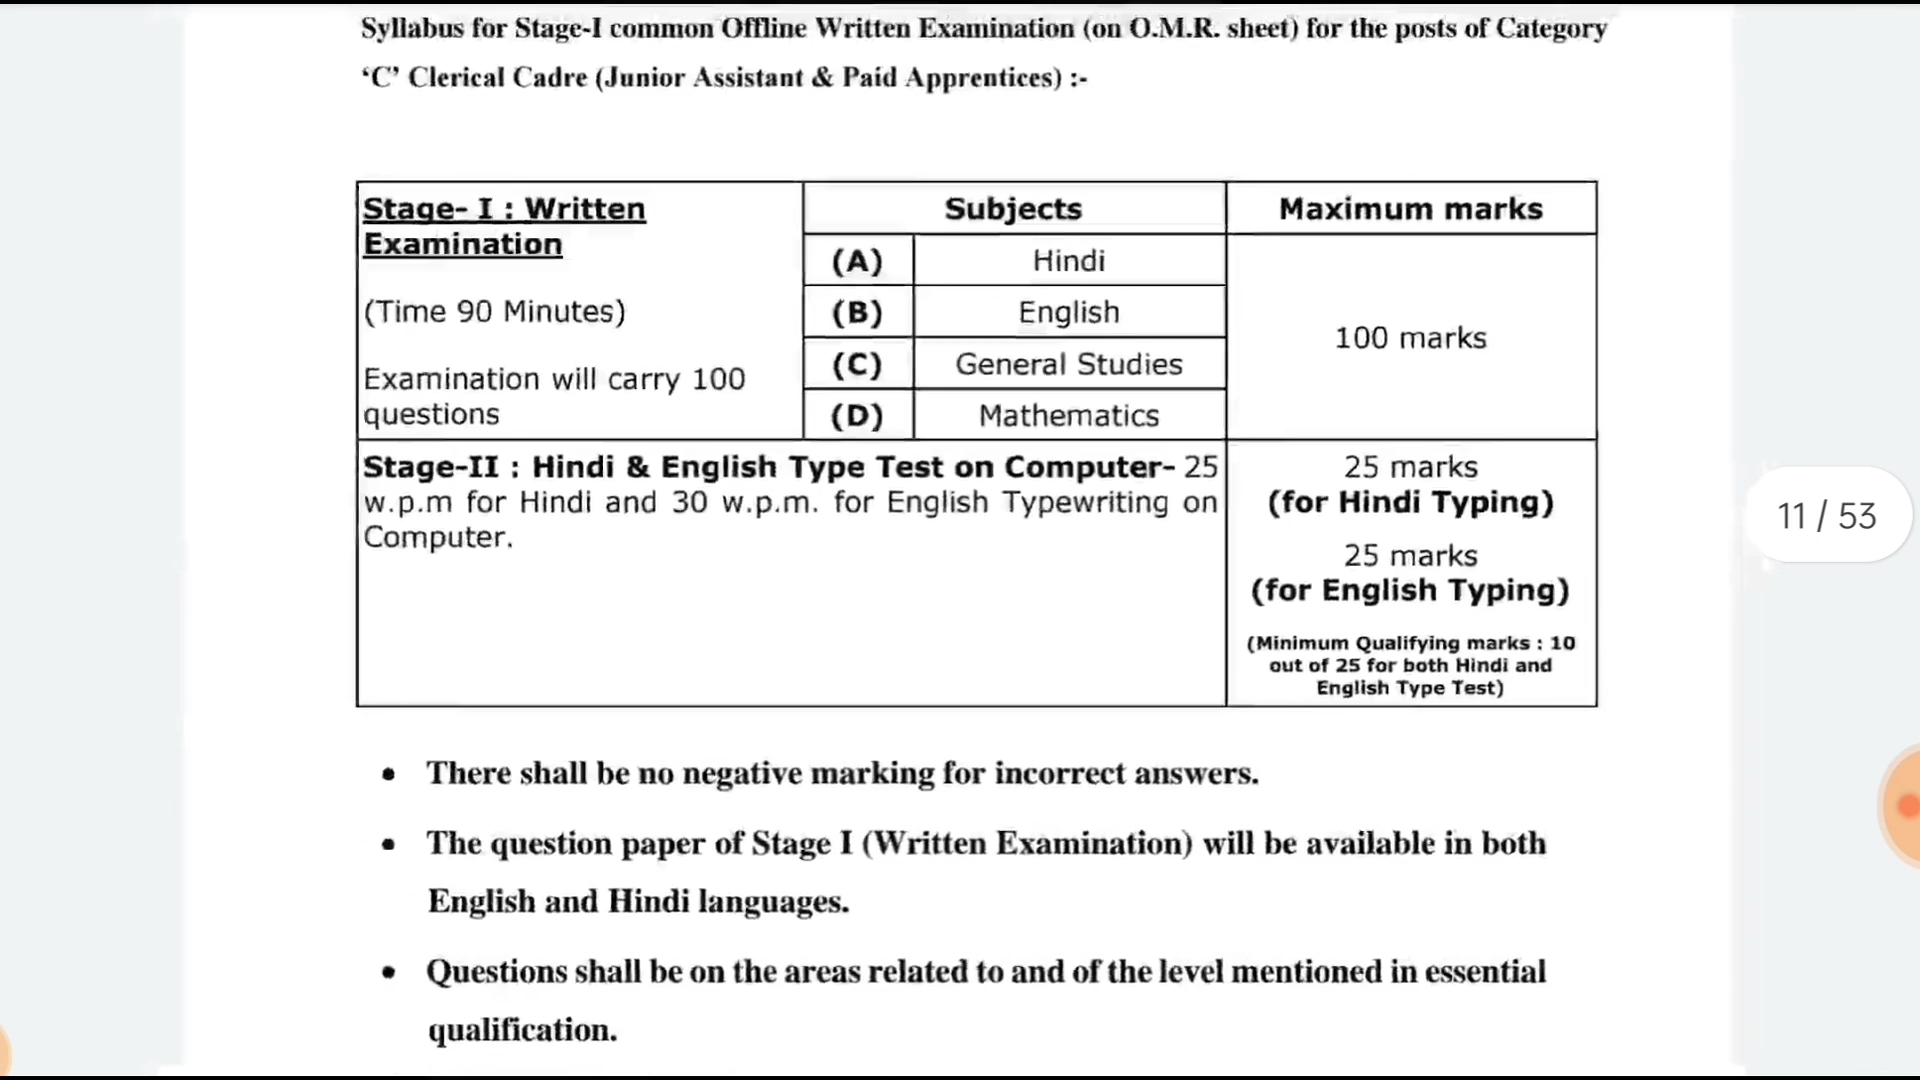 Syllabus for Stage-I common Offline Written Examination (on O.M.R. sheet) for the posts of Category
‘C’ Clerical Cadre (Junior Assistant & Paid Apprentices) :-
Stage- I : Written
Examination
(Time 90 Minutes)
Examination will carry 100
questions
Subjects
Maximum marks
(A)
Hindi
(B)
English
(C)
General Studies
(D)
Mathematics
100 marks
Stage-II : Hindi & English Type Test on Computer- 25
w.p.m for Hindi and 30 w.p.m. for English Typewriting on
Computer.
25 marks
(for Hindi Typing)
25 marks
(for English Typing)
(Minimum Qualifying marks : 10
out of 25 for both Hindi and
English Type Test)
11 / 53
• There shall be no negative marking for incorrect answers.
• The question paper of Stage I (Written Examination) will be available in both
English and Hindi languages.
• Questions shall be on the areas related to and of the level mentioned in essential
qualification.